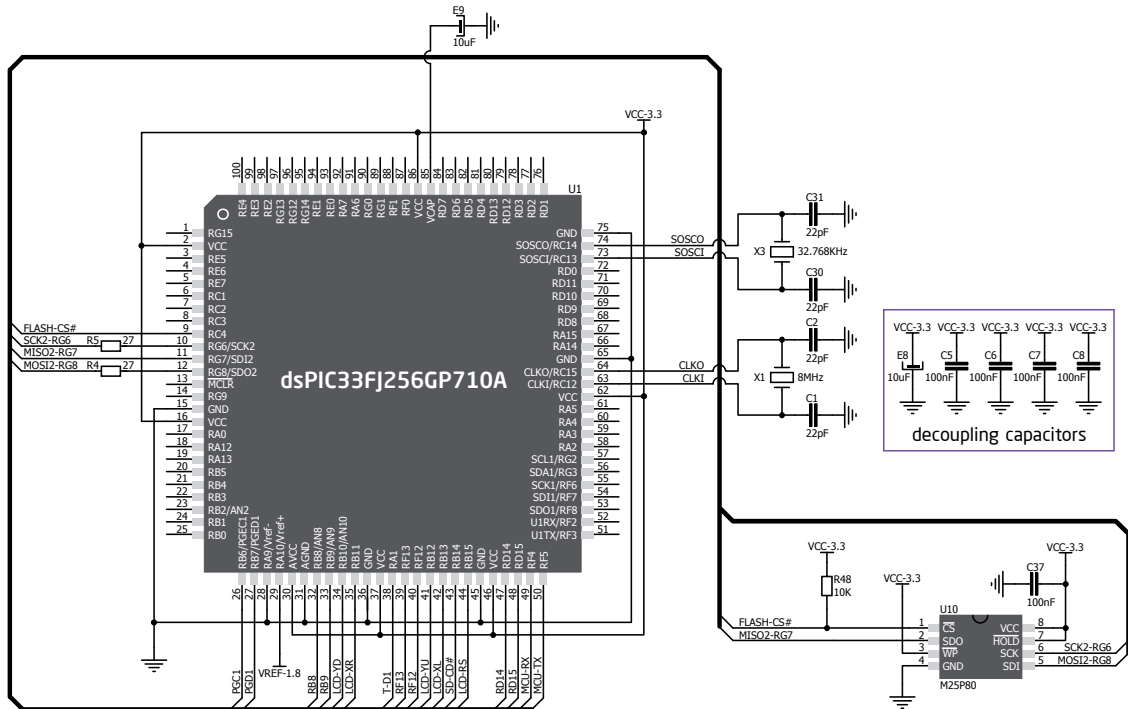 E9
10uF
VCC-3.3
100
99
98
97
96
95
94
93
92
91
90
89
88
87
86
85
84
83
82
81
80
79
78
77
76
RE4
RE3
RE2
RG13
RG12
RG14
RE1
RE0
RA7
RA6
RG0
RG1
RF1
RF0
VCC
VCAP
RD7
RD6
RD5
RD4
RD13
RD12
RD3
RD2
RD1
U1
1 RG15
2 VCC
3 RE5
4 RE6
5 RE7
6 RC1
7 RC2
8 RC3
FLASH-CS# 9 RC4
SCK2-RG6 R5 27 10 RG6/SCK2
MISO2-RG7 11 RG7/SDI2
MOSI2-RG8 R4 27 12 RG8/SDO2
13 MCLR
14 RG9
15 GND
16 VCC
17 RA0
18 RA12
19 RA13
20 RB5
21 RB4
22 RB3
23 RB2/AN2
24 RB1
25 RB0
dsPIC33FJ256GP710A
GND 75
SOSCO/RC14 74 SOSCO
SOSCI/RC13 73 SOSCI
RD0 72
RD11 71
RD10 70
RD9 69
RD8 68
RA15 67
RA14 66
GND 65
CLKO/RC15 64 CLKO
CLKI/RC12 63 CLKI
VCC 62
RA5 61
RA4 60
RA3 59
RA2 58
SCL1/RG2 57
SDA1/RG3 56
SCK1/RF6 55
SDI1/RF7 54
SDO1/RF8 53
U1RX/RF2 52
U1TX/RF3 51
RB6/PGEC1
RB7/PGED1
RA9/Vref-
RA10/Vref+
AVCC
AGND
RB8/AN8
RB9/AN9
RB10/AN10
RB11
GND
VCC
RA1
RF13
RF12
RB12
RB13
RB14
RB15
GND
VCC
RD14
RD15
RF4
RF5
26
27
28
29
30
31
32
33
34
35
36
37
38
39
40
41
42
43
44
45
46
47
48
49
50
PGC1
PGD1
VREF-1.8
RB8
RB9
LCD-YD
LCD-XR
T-D1
RF13
RF12
LCD-YU
LCD-XL
SD-CD#
LCD-RS
RD14
RD15
MCU-RX
MCU-TX
C31
22pF
X3 32.768KHz
C30
22pF
C2
22pF
X1 8MHz
C1
22pF
VCC-3.3 VCC-3.3 VCC-3.3 VCC-3.3 VCC-3.3
E8 C5 C6 C7 C8
10uF 100nF 100nF 100nF 100nF
decoupling capacitors
VCC-3.3
R48
10K
VCC-3.3
VCC-3.3
C37
100nF
U10
FLASH-CS# 1 CS VCC 8
MISO2-RG7 2 SDO HOLD 7
3 WP SCK 6 SCK2-RG6
4 GND SDI 5 MOSI2-RG8
M25P80